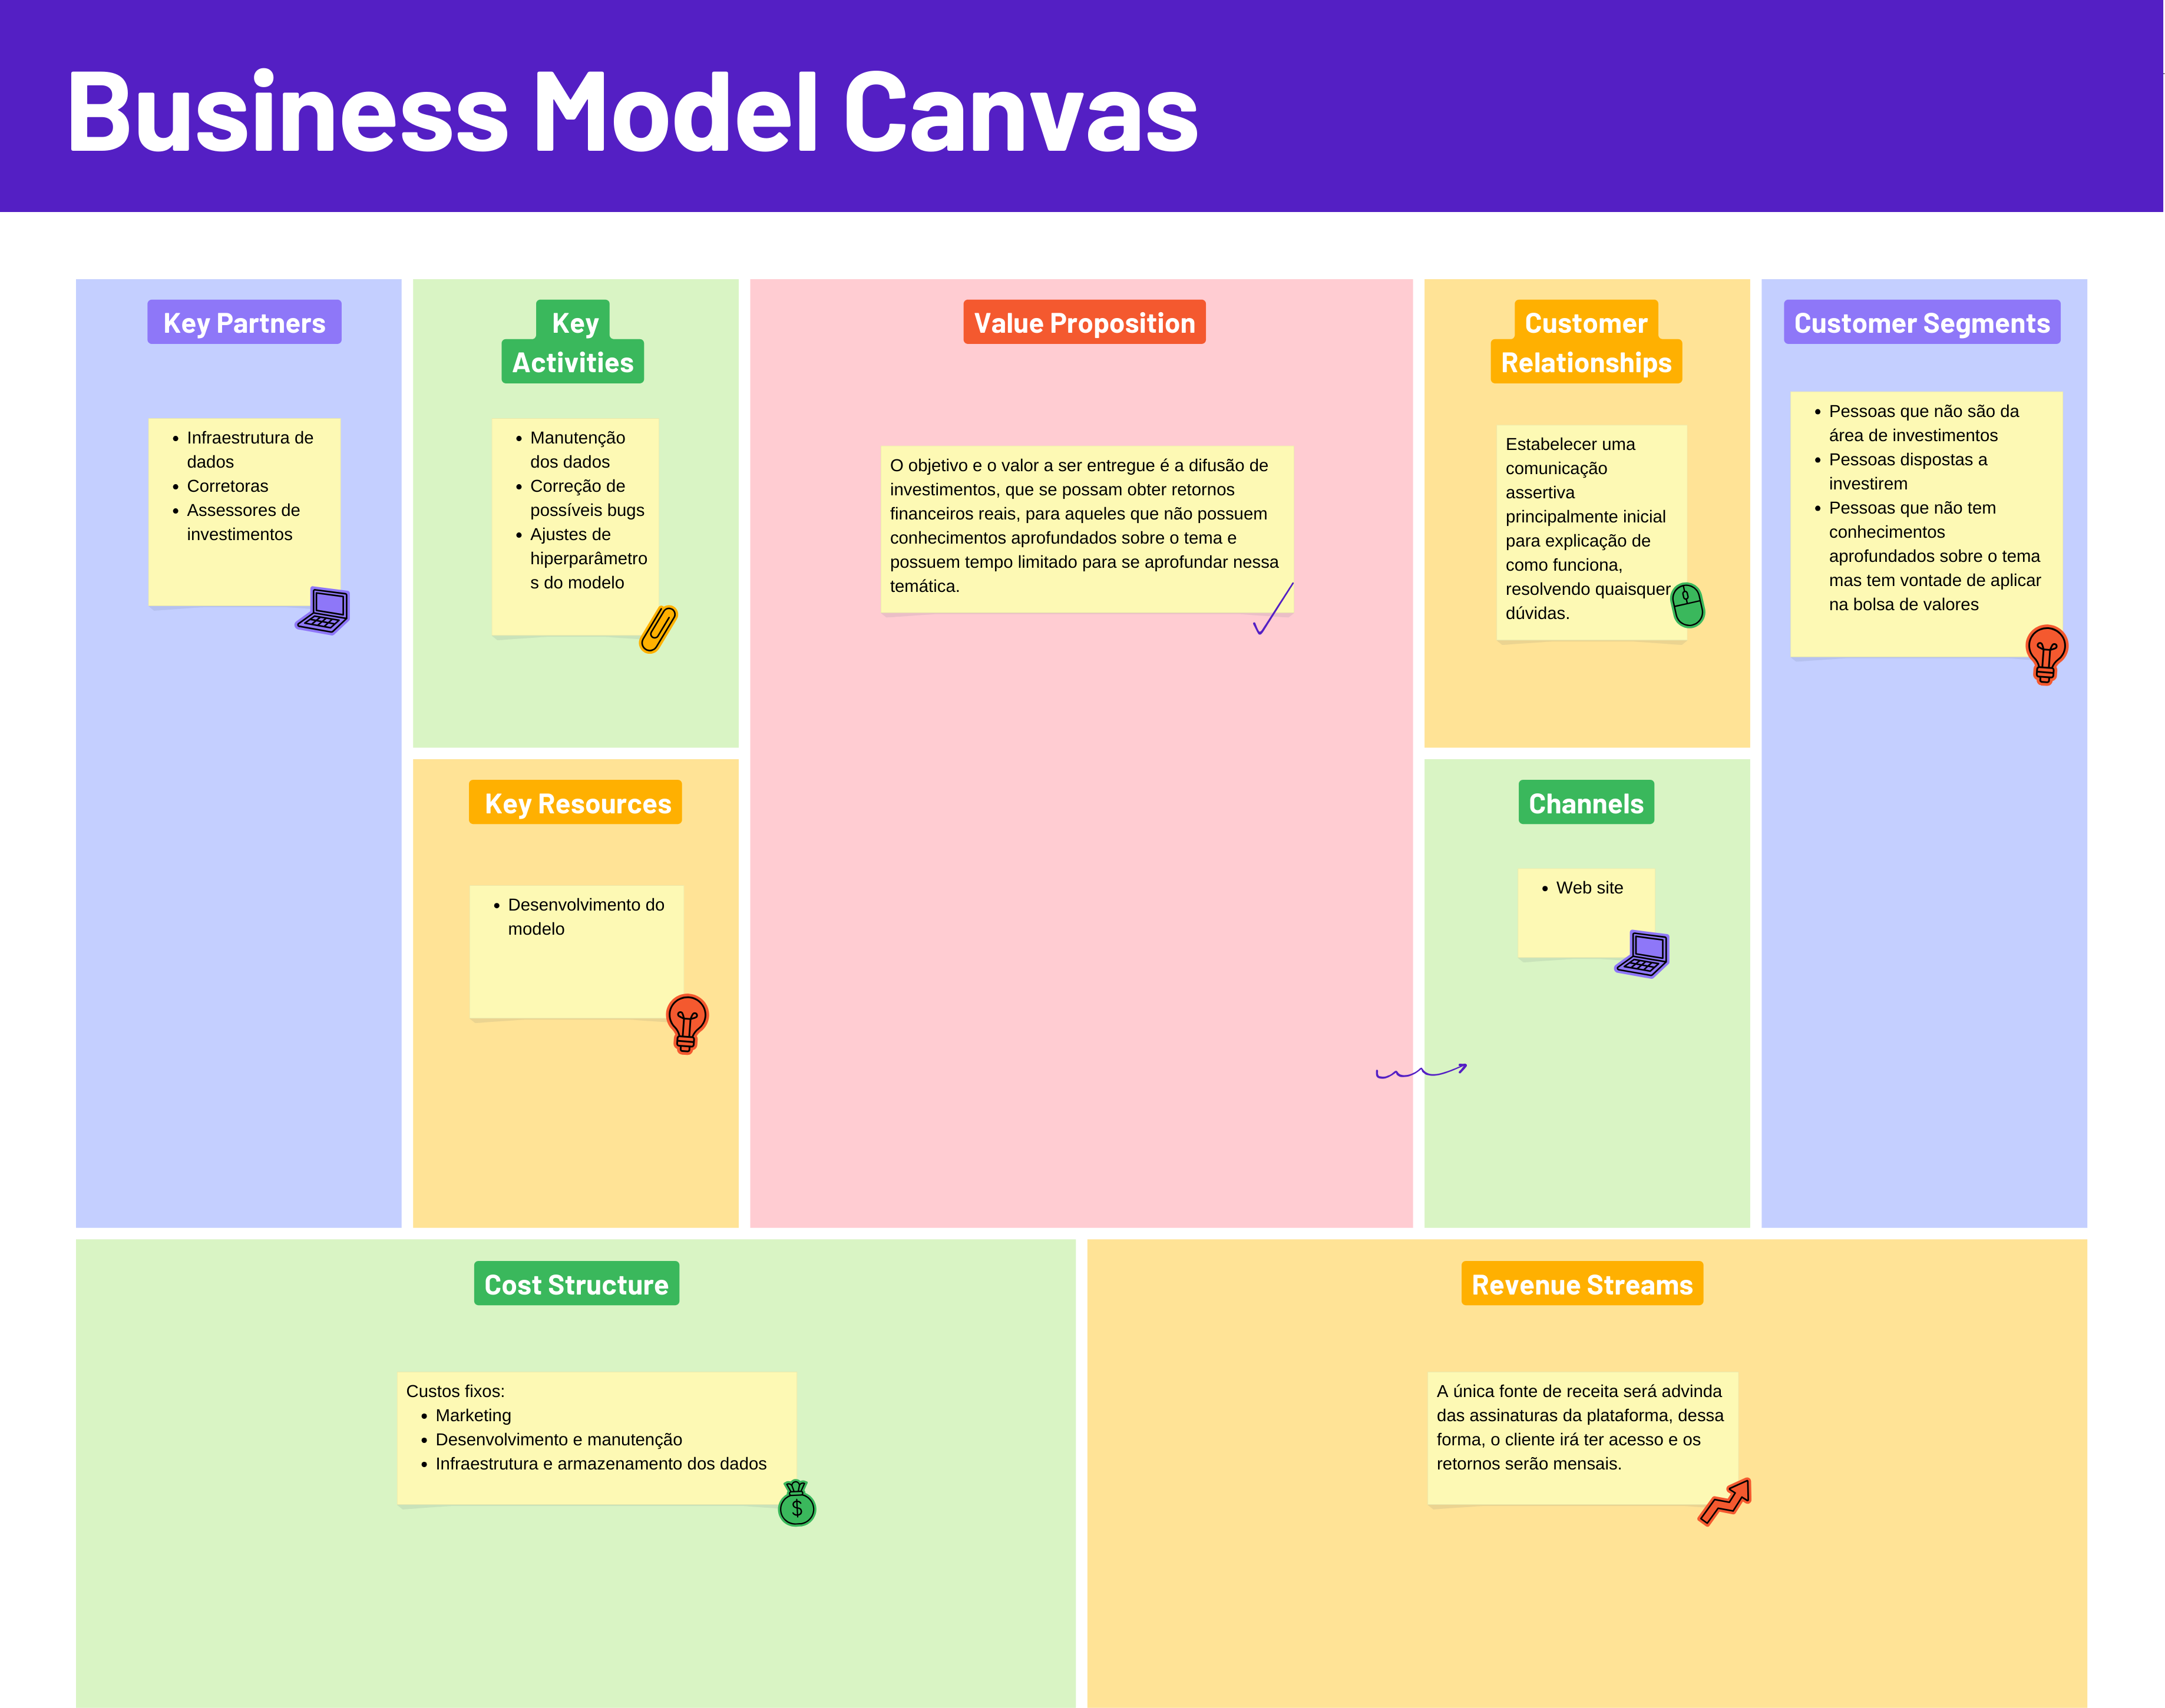 Business Model Canvas
Key Partners
• Infraestrutura de
dados
• Corretoras
• Assessores de
investimentos
Key
Activities
• Manutenção
dos dados
• Correção de
possíveis bugs
• Ajustes de
hiperparâmetro
s do modelo
Key Resources
• Desenvolvimento do
modelo
Value Proposition
O objetivo e o valor a ser entregue é a difusão de
investimentos, que se possam obter retornos
financeiros reais, para aqueles que não possuem
conhecimentos aprofundados sobre o tema e
possuem tempo limitado para se aprofundar nessa
temática.
Customer
Relationships
Estabelecer uma
comunicação
assertiva
principalmente inicial
para explicação de
como funciona,
resolvendo quaisquer
dúvidas.
Channels
• Web site
Customer Segments
• Pessoas que não são da
área de investimentos
• Pessoas dispostas a
investirem
• Pessoas que não tem
conhecimentos
aprofundados sobre o tema
mas tem vontade de aplicar
na bolsa de valores
Cost Structure
Custos fixos:
• Marketing
• Desenvolvimento e manutenção
• Infraestrutura e armazenamento dos dados
$
Revenue Streams
A única fonte de receita será advinda
das assinaturas da plataforma, dessa
forma, o cliente irá ter acesso e os
retornos serão mensais.